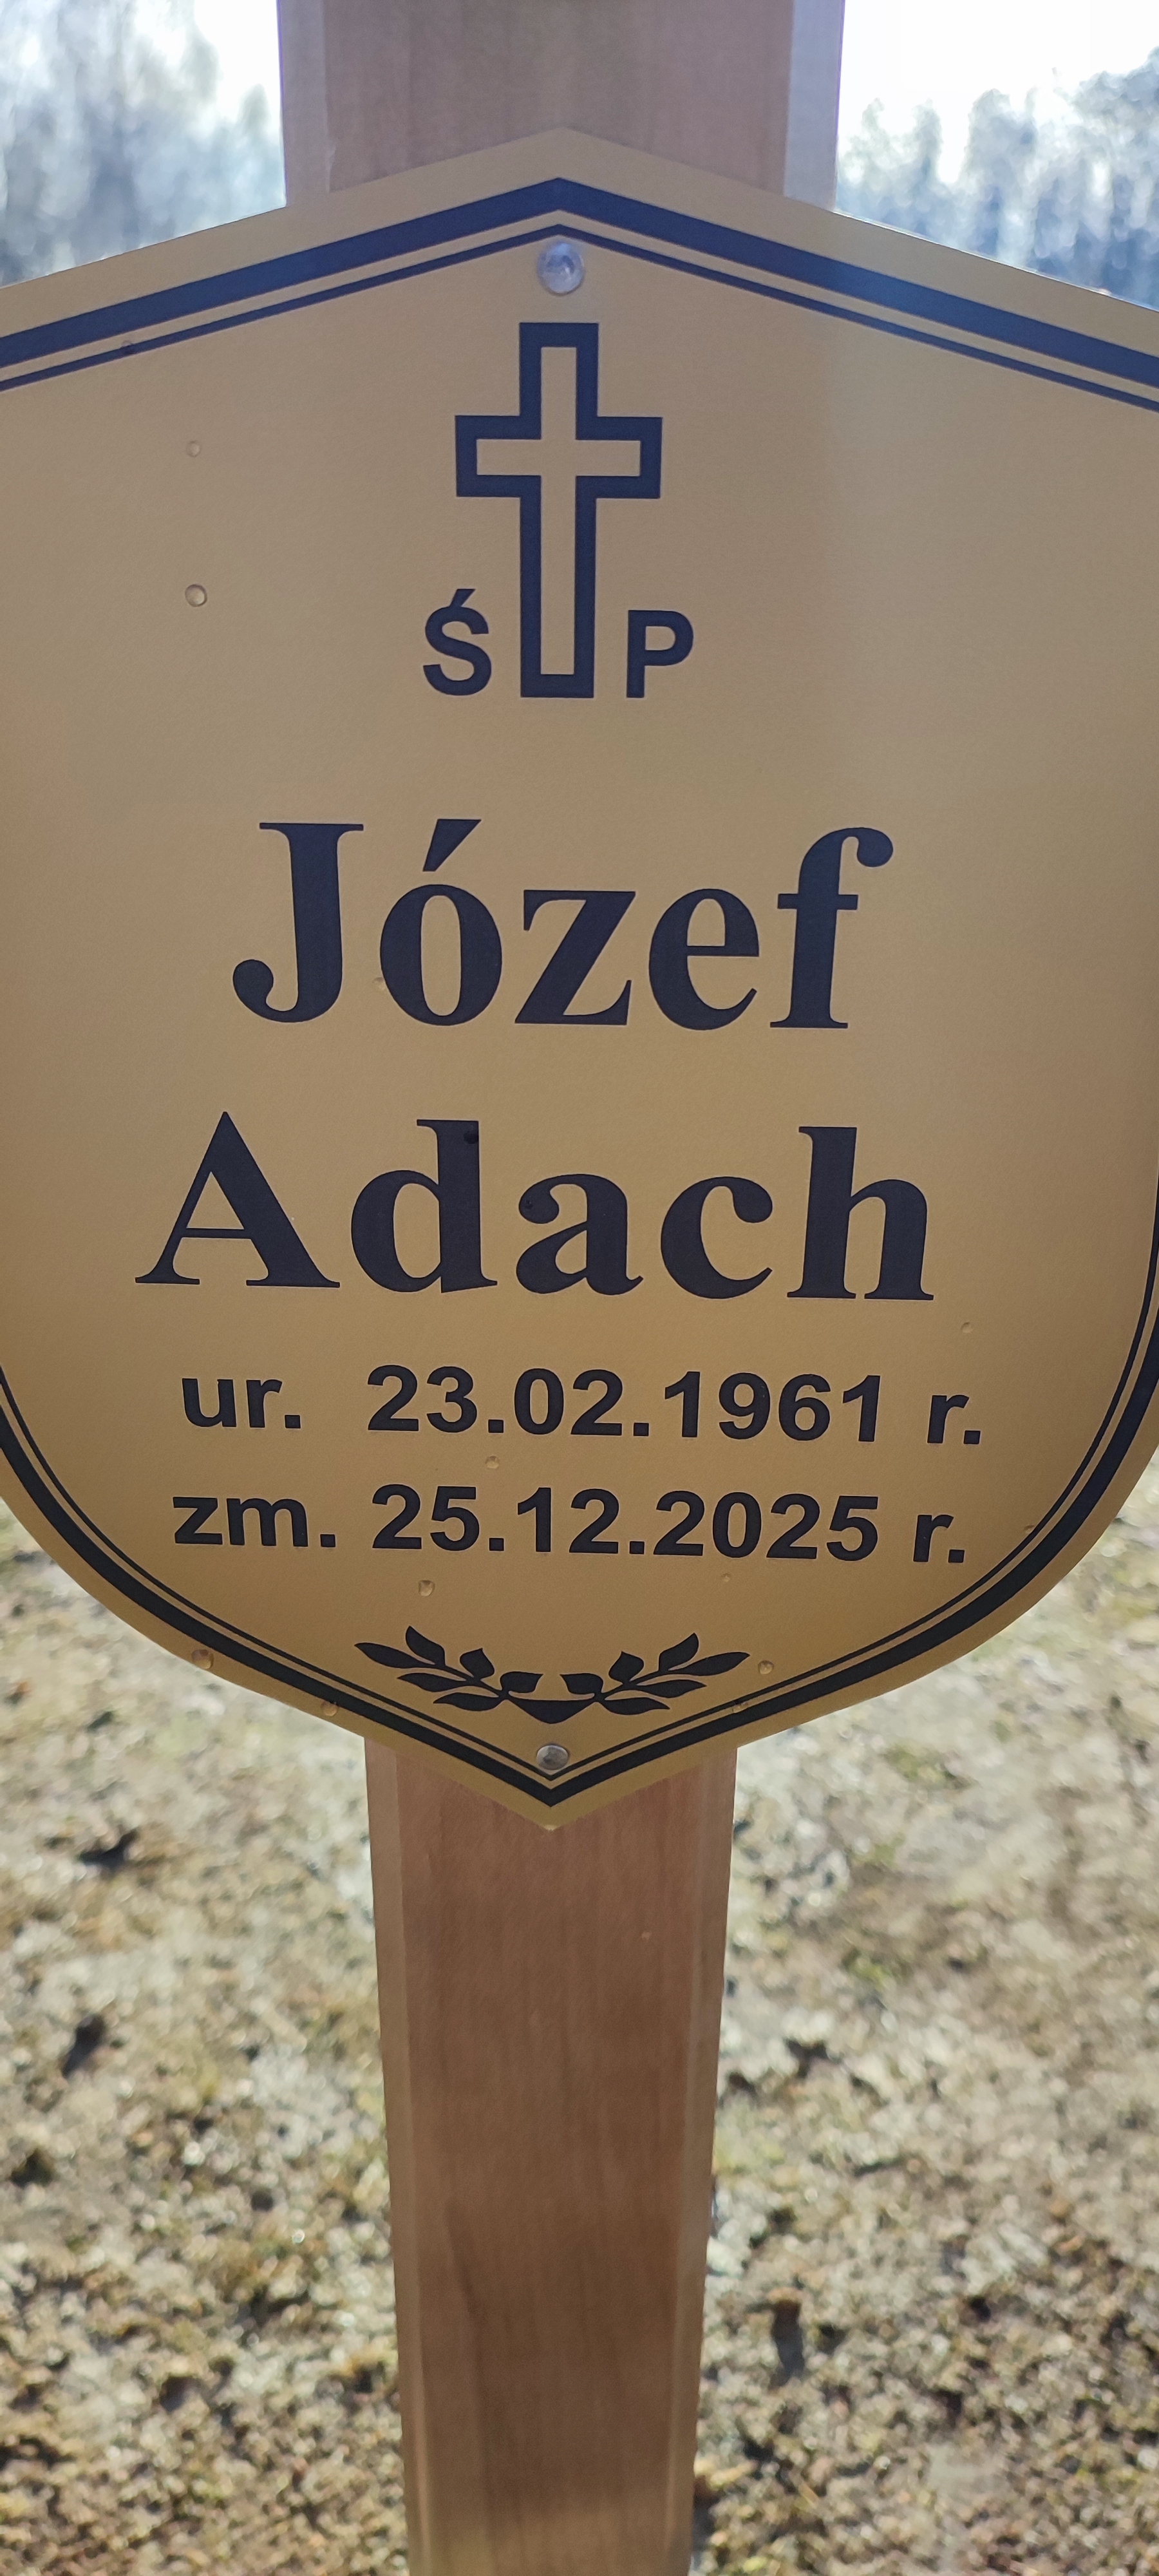 Ś P
Józef
Adach
ur. 23.02.1961 r.
zm. 25.12.2025 r.